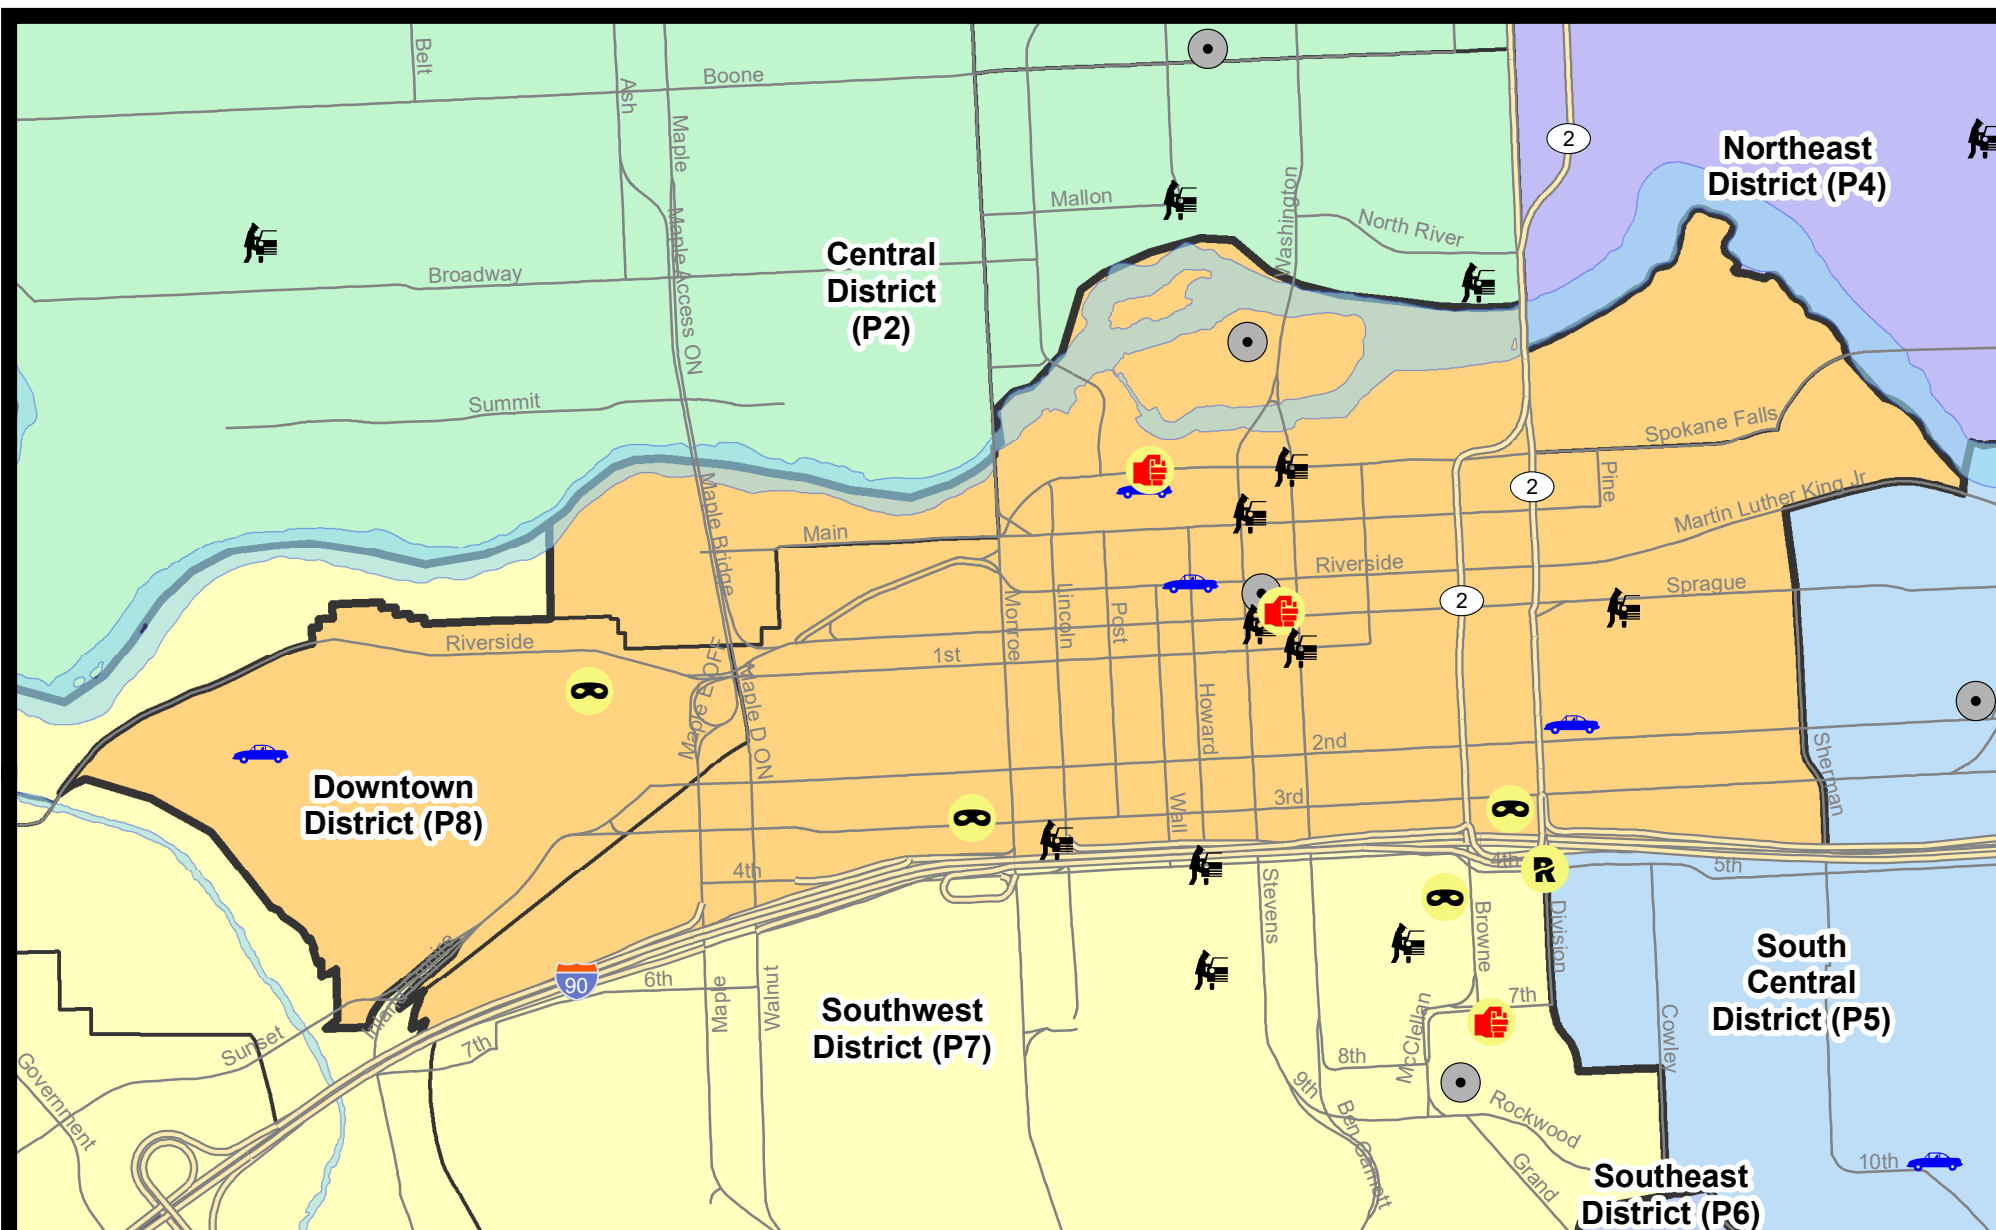 Belt
Boone
Ash
Maple
2
Northeast
District (P4)
Mallon
Washington
North River
Maple Access ON
Central
District
(P2)
Broadway
Summit
Spokane Falls
Pine
2
Martin Luther King Jr
Maple Bridge
Main
Riverside
Sprague
2
Monroe
Lincoln
Post
Riverside
1st
Maple E OFF
Maple D ON
Howard
2nd
Sherman
Downtown
District (P8)
Wall
3rd
4th
4th
R
5th
Stevens
Browne
Division
South
Central
District (P5)
90
6th
Maple
Walnut
Southwest
District (P7)
7th
McClellan
Cowley
Sunset
7th
8th
9th
Government
Rockwood
Ben Garnett
Grand
10th
Southeast
District (P6)